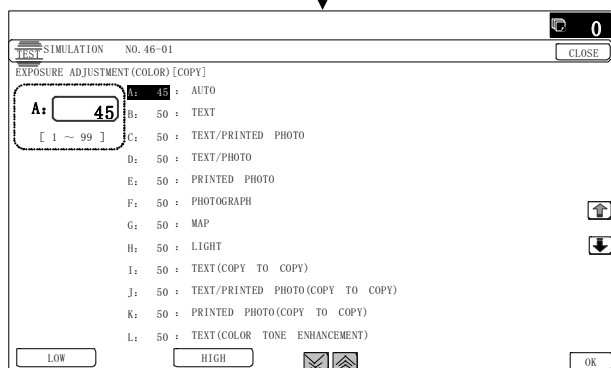 0
TEST SIMULATION NO.46-01
CLOSE
EXPOSURE ADJUSTMENT(COLOR)[COPY]
A: 45
[ 1 ~ 99 ]
A: 45 : AUTO
B: 50 : TEXT
C: 50 : TEXT/PRINTED PHOTO
D: 50 : TEXT/PHOTO
E: 50 : PRINTED PHOTO
F: 50 : PHOTOGRAPH
G: 50 : MAP
H: 50 : LIGHT
I: 50 : TEXT(COPY TO COPY)
J: 50 : TEXT/PRINTED PHOTO(COPY TO COPY)
K: 50 : PRINTED PHOTO(COPY TO COPY)
L: 50 : TEXT(COLOR TONE ENHANCEMENT)
LOW
HIGH
OK